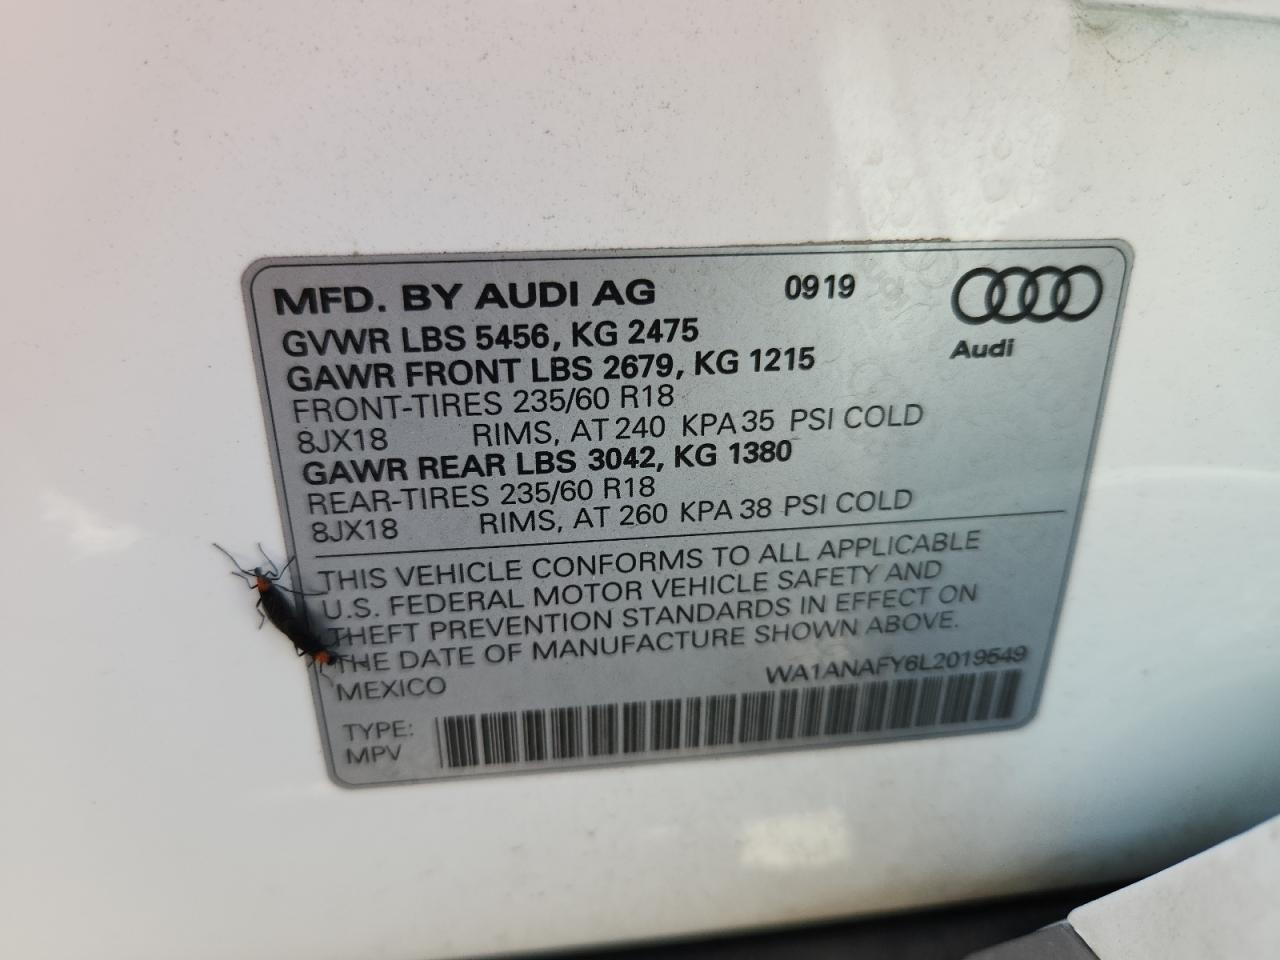 MFD. BY AUDI AG 0919
Audi
GVWR LBS 5456, KG 2475
GAWR FRONT LBS 2679, KG 1215
FRONT-TIRES 235/60 R18
8JX18 RIMS, AT 240 KPA 35 PSI COLD
GAWR REAR LBS 3042, KG 1380
REAR-TIRES 235/60 R18
8JX18 RIMS, AT 260 KPA 38 PSI COLD
THIS VEHICLE CONFORMS TO ALL APPLICABLE
U.S. FEDERAL MOTOR VEHICLE SAFETY AND
THEFT PREVENTION STANDARDS IN EFFECT ON
THE DATE OF MANUFACTURE SHOWN ABOVE.
MEXICO WA1ANAFY6L2019549
TYPE:
MPV